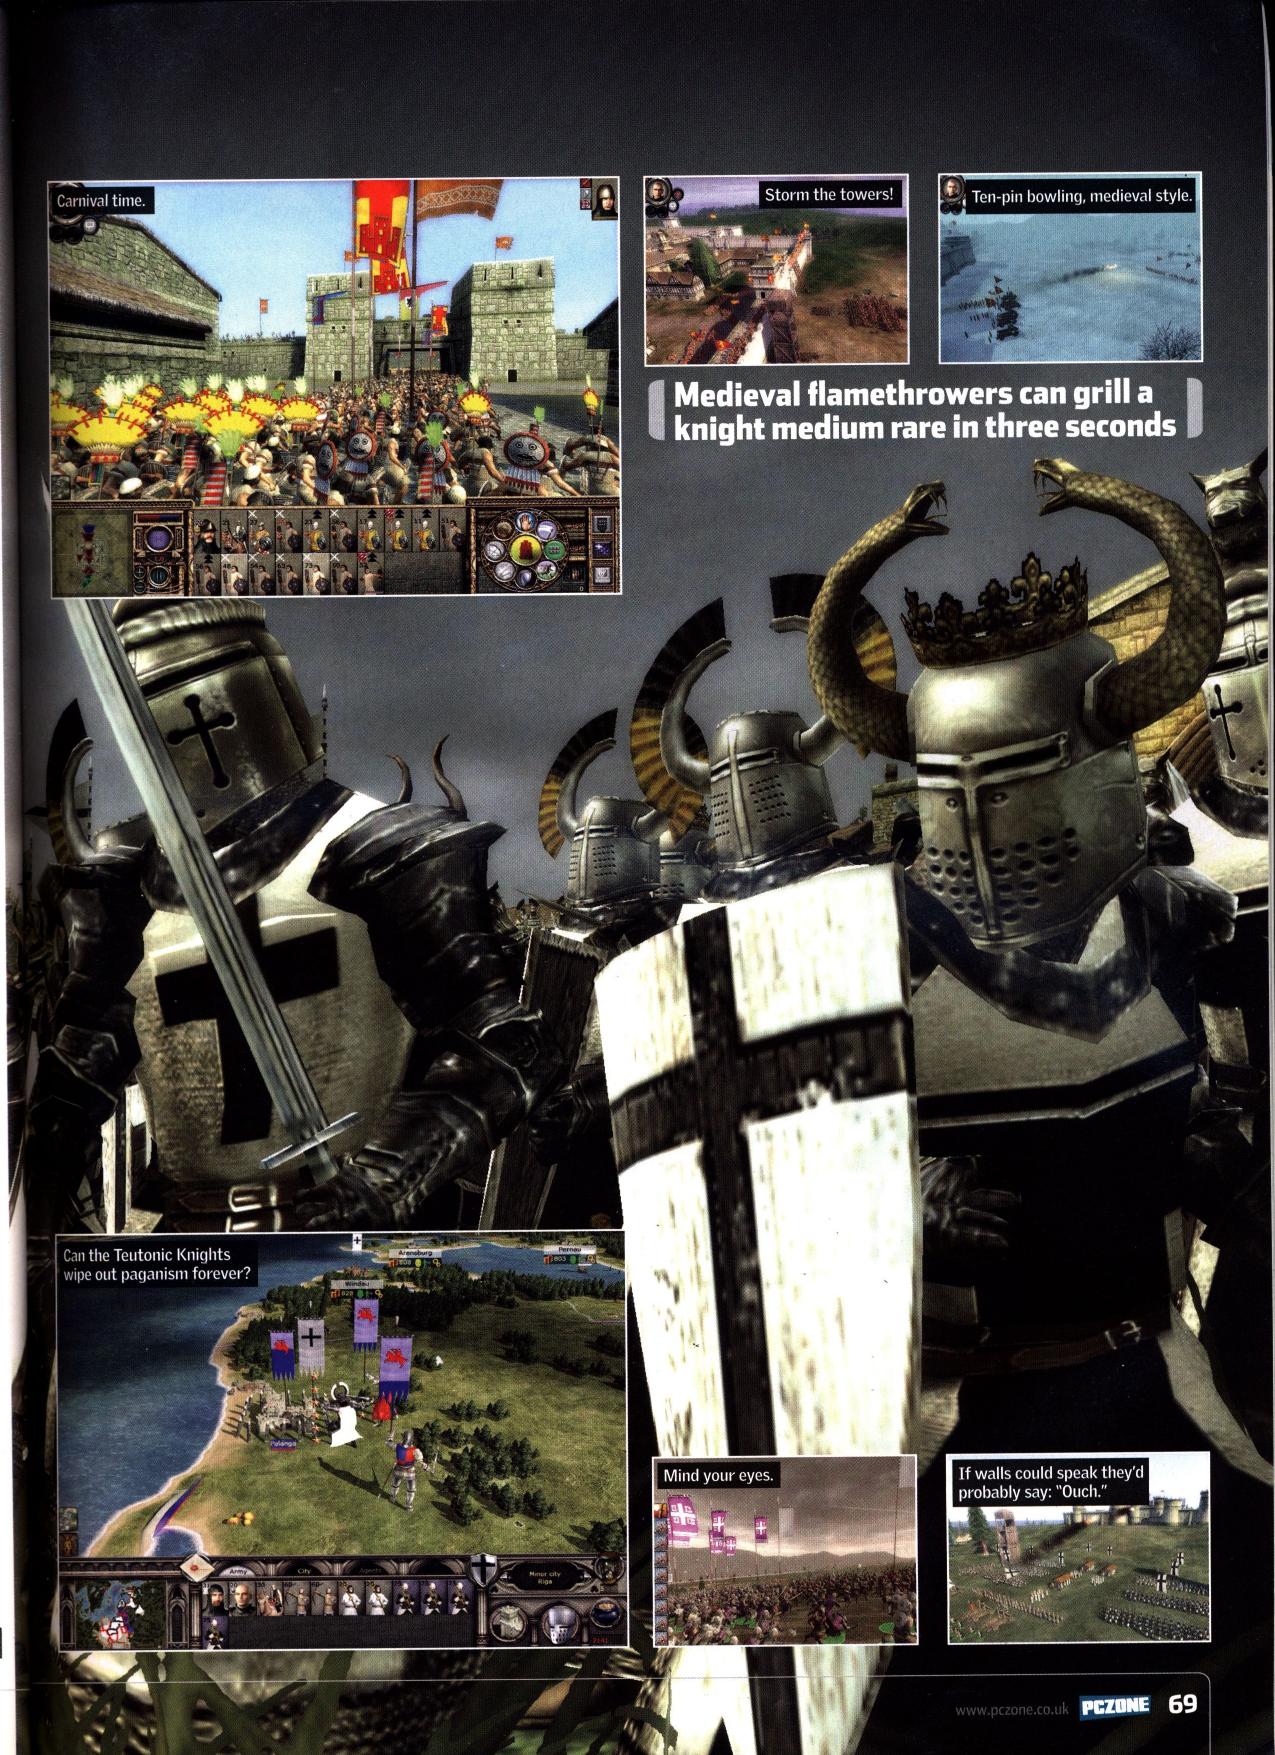 Carnival time.
Storm the towers!
Ten-pin bowling, medieval style.
Medieval flamethrowers can grill a
knight medium rare in three seconds
Can the Teutonic Knights
wipe out paganism forever?
Arensburg
Pernau
Windau
Palanga
Army
City
Agents
Minor city
Riga
Mind your eyes.
If walls could speak they'd
probably say: "Ouch."
www.pczone.co.uk PCZONE 69